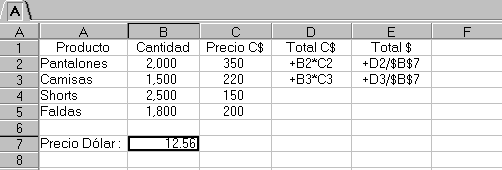 A
A A B C D E F
1 Producto Cantidad Precio C$ Total C$ Total $
2 Pantalones 2,000 350 +B2*C2 +D2/$B$7
3 Camisas 1,500 220 +B3*C3 +D3/$B$7
4 Shorts 2,500 150
5 Faldas 1,800 200
6
7 Precio Dólar : 12.56
8